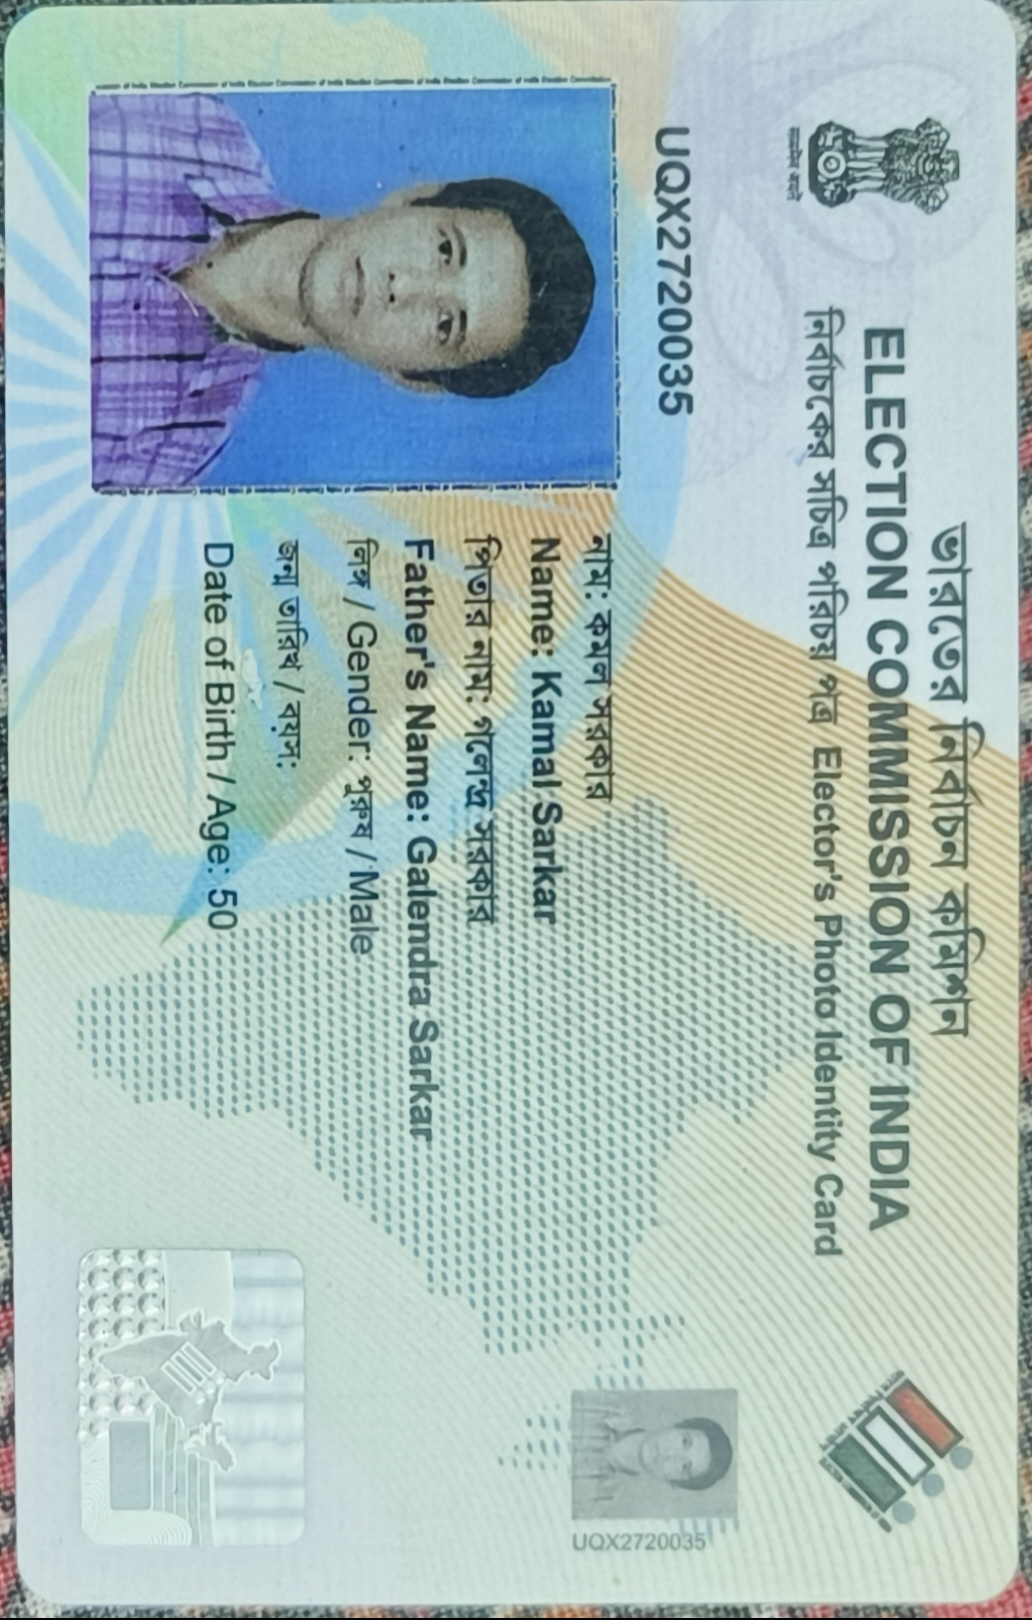 ভারতের নির্বাচন কমিশন
ELECTION COMMISSION OF INDIA
নির্বাচকের সচিত্র পরিচয় পত্র Elector's Photo Identity Card
UQX2720035
নাম: কমল সরকার
Name: Kamal Sarkar
পিতার নাম: গলেন্দ্র সরকার
Father's Name: Galendra Sarkar
লিঙ্গ / Gender: পুরুষ / Male
জন্ম তারিখ / বয়স:
Date of Birth / Age: 50
UQX2720035